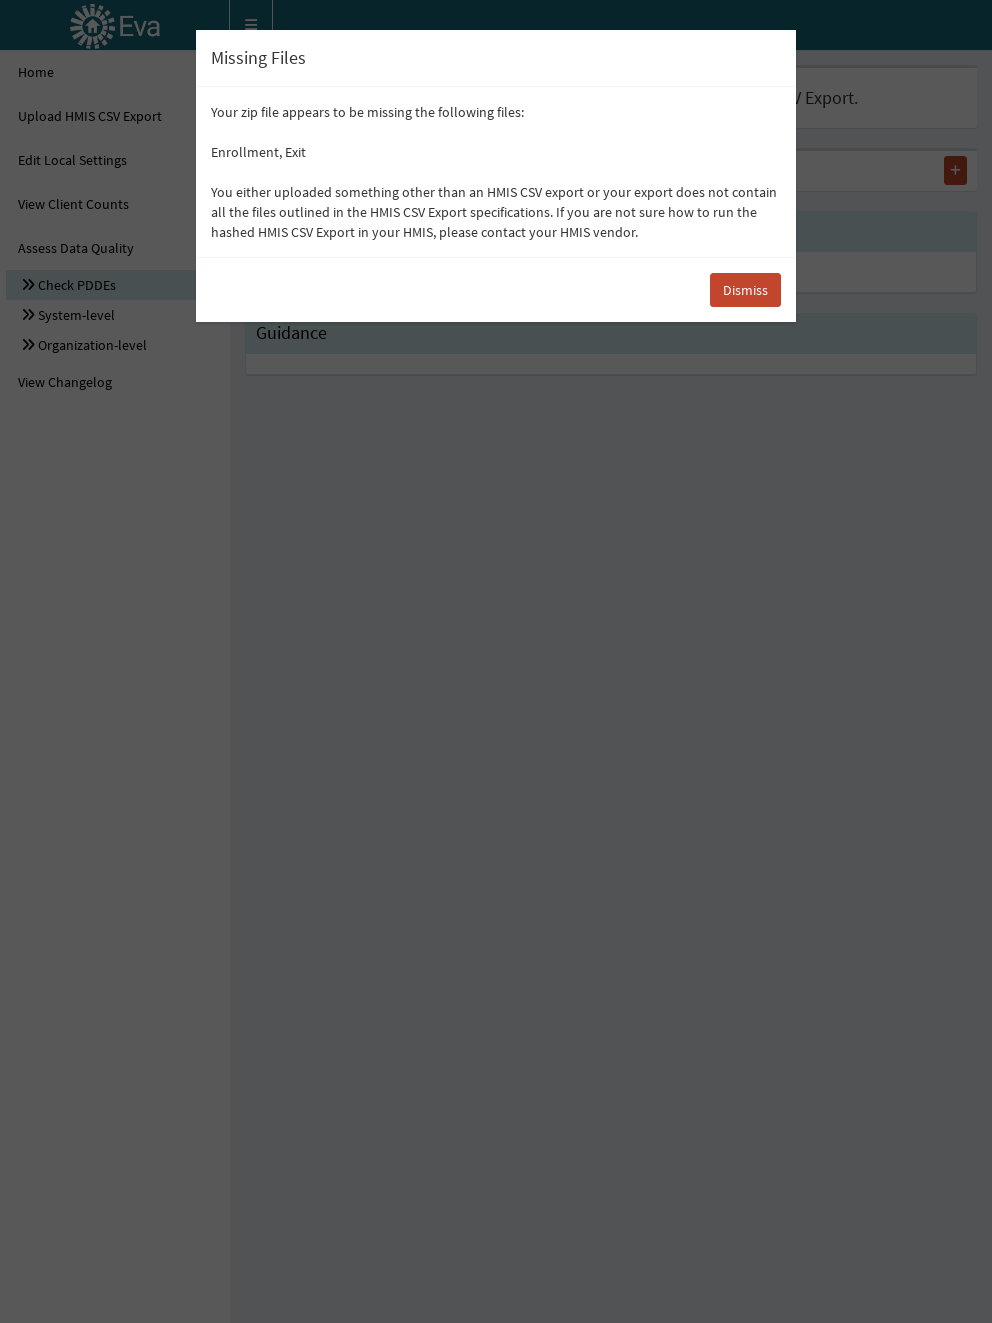 Eva
Home
Upload HMIS CSV Export
Edit Local Settings
View Client Counts
Assess Data Quality
Check PDDEs
System-level
Organization-level
View Changelog
Missing Files
Your zip file appears to be missing the following files:
Enrollment, Exit
You either uploaded something other than an HMIS CSV export or your export does not contain
all the files outlined in the HMIS CSV Export specifications. If you are not sure how to run the
hashed HMIS CSV Export in your HMIS, please contact your HMIS vendor.
Dismiss
Export.
Guidance